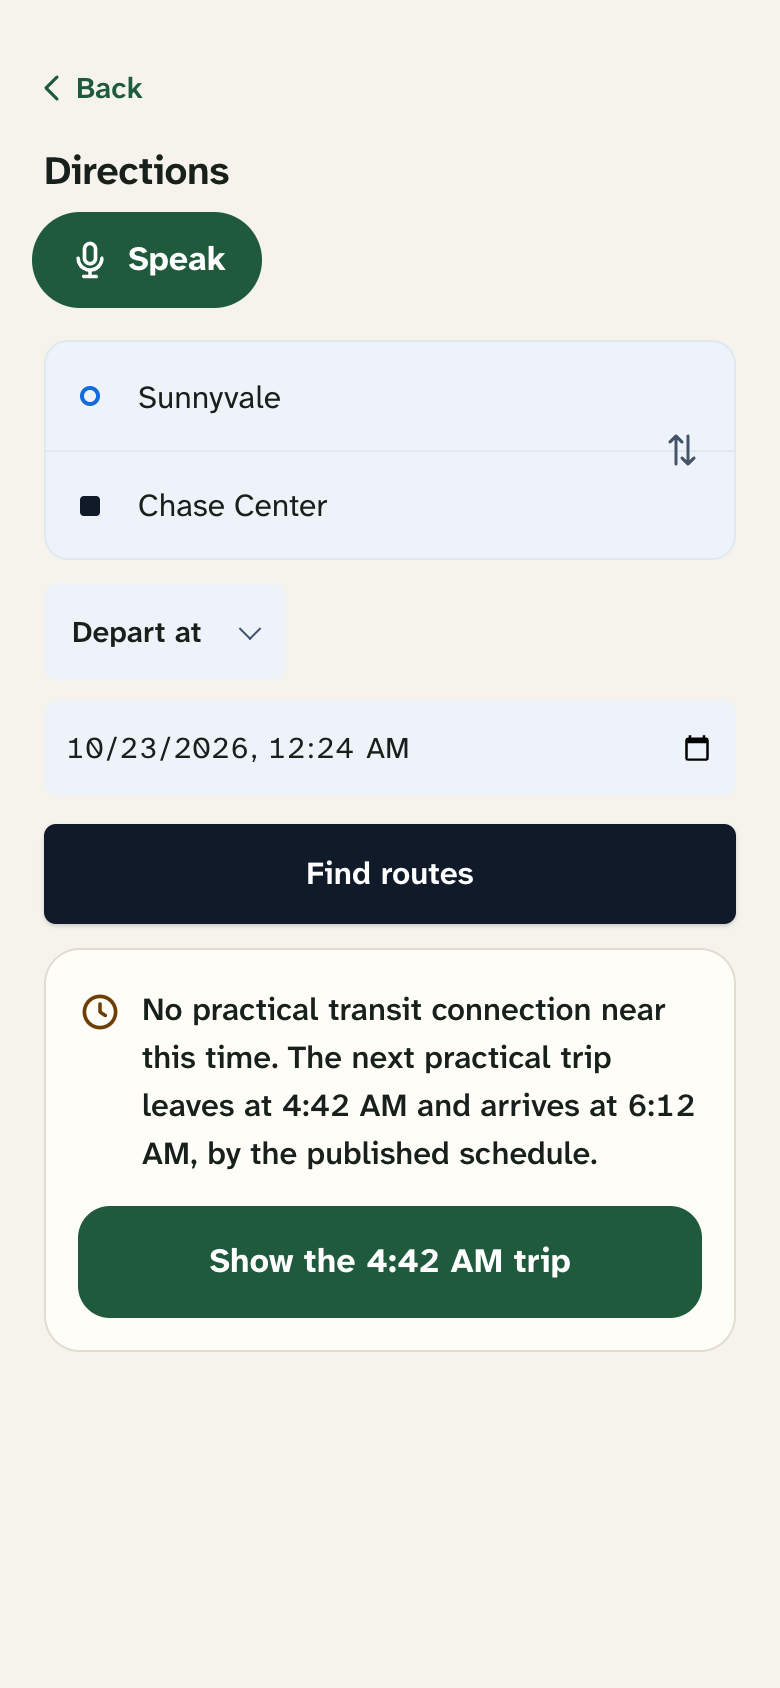 Back
Directions
Speak
Sunnyvale
Chase Center
Depart at
10/23/2026, 12:24 AM
Find routes
No practical transit connection near
this time. The next practical trip
leaves at 4:42 AM and arrives at 6:12
AM, by the published schedule.
Show the 4:42 AM trip